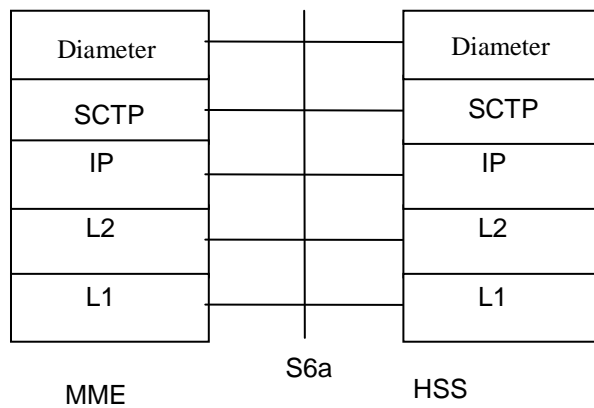 Diameter Diameter
SCTP SCTP
IP IP
L2 L2
L1 L1
S6a
MME HSS